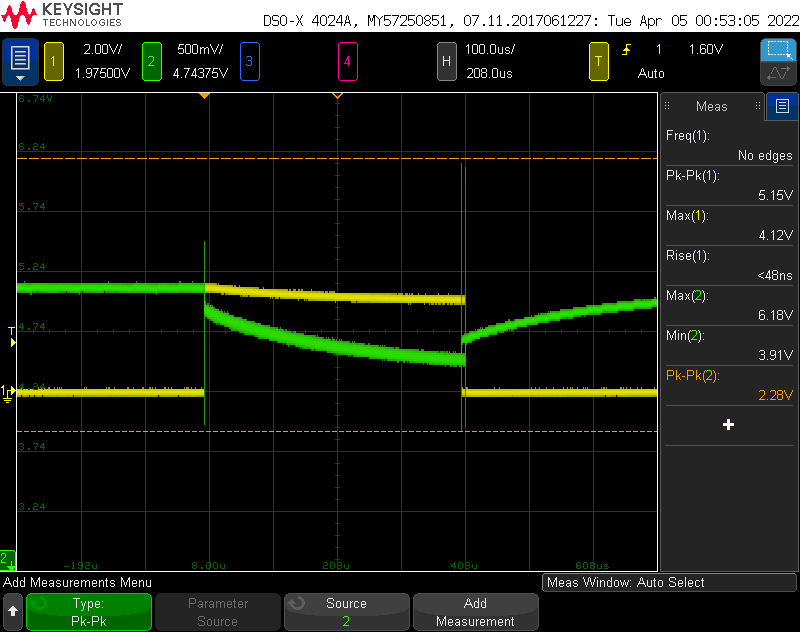 KEYSIGHT
TECHNOLOGIES
DSO-X 4024A, MY57250851, 07.11.2017061227: Tue Apr 05 00:53:05 2022
1 2.00V/ 1.97500V
2 500mV/ 4.74375V
3
4
H 100.0us/ 208.0us
T 1 1.60V
Auto
6.74V
6.24
5.74
5.24
4.74
4.24
3.74
3.24
T
1
2
-192u 8.00u 208u 408u 608us
Meas
Freq(1):
No edges
Pk-Pk(1):
5.15V
Max(1):
4.12V
Rise(1):
<48ns
Max(2):
6.18V
Min(2):
3.91V
Pk-Pk(2):
2.28V
Add Measurements Menu
Meas Window: Auto Select
Type:
Pk-Pk
Parameter
Source
Source
2
Add
Measurement